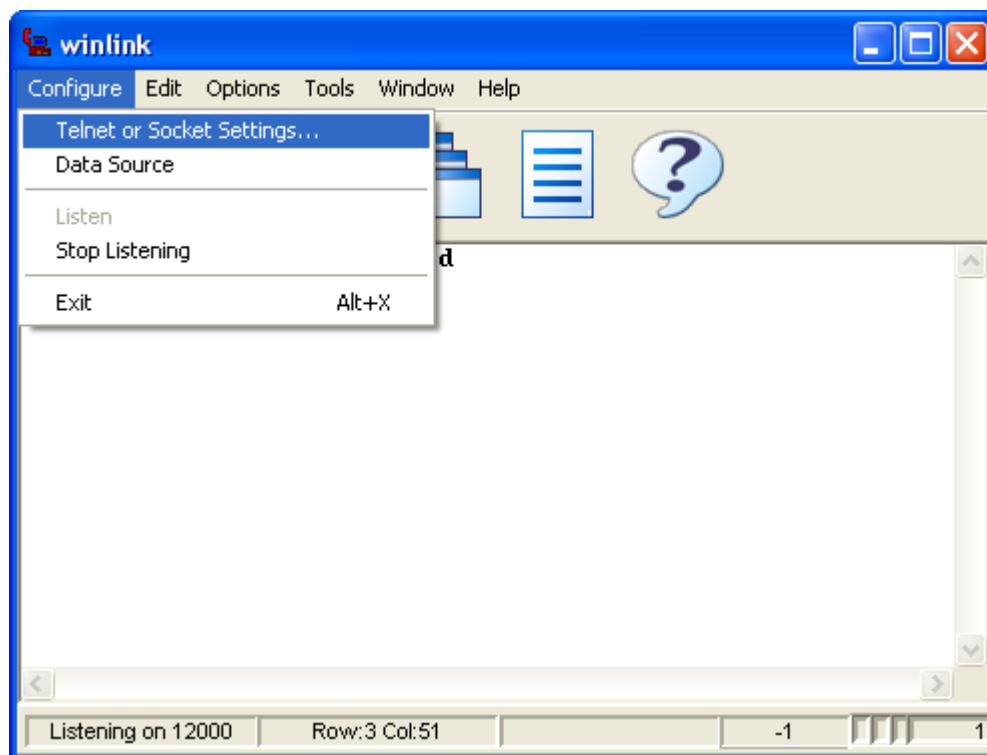 winlink
Configure Edit Options Tools Window Help
Telnet or Socket Settings...
Data Source
Listen
Stop Listening
d
Exit Alt+X
?
Listening on 12000 Row:3 Col:51 -1 1